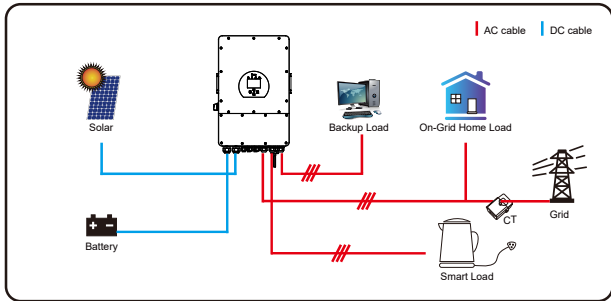 AC cable
DC cable
Solar
Backup Load
On-Grid Home Load
CT
Grid
Battery
Smart Load